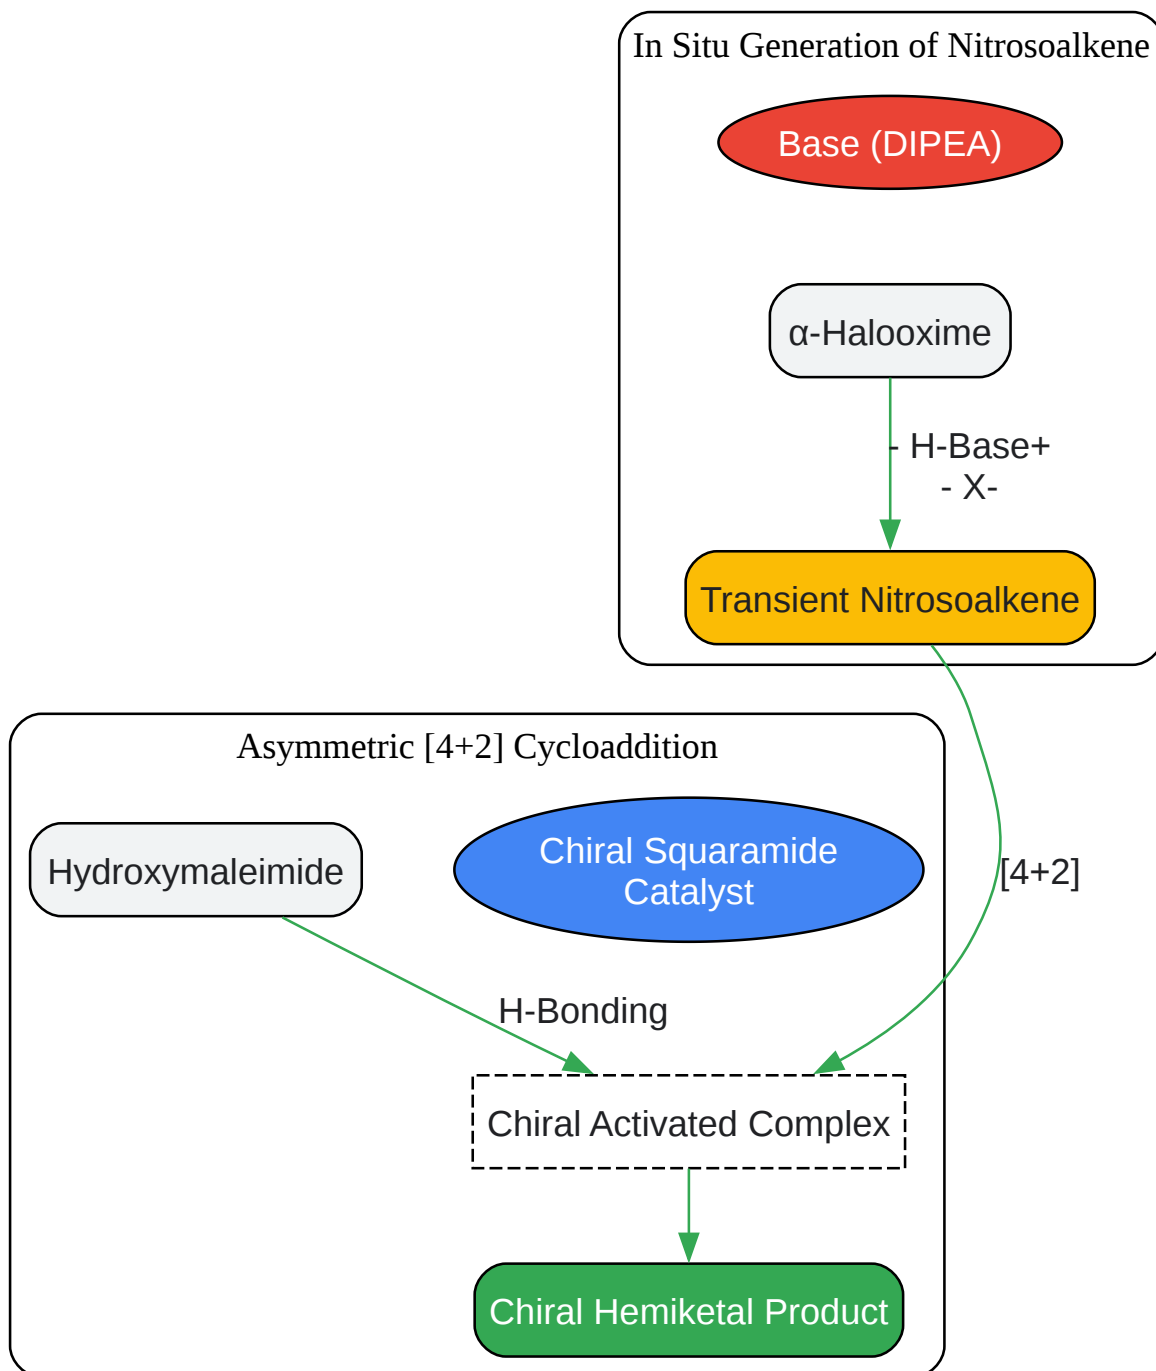 In Situ Generation of Nitrosoalkene
Base (DIPEA)
α-Halooxime
- H-Base+
- X-
Transient Nitrosoalkene
Asymmetric [4+2] Cycloaddition
Hydroxymaleimide
Chiral Squaramide
Catalyst
[4+2]
H-Bonding
Chiral Activated Complex
Chiral Hemiketal Product